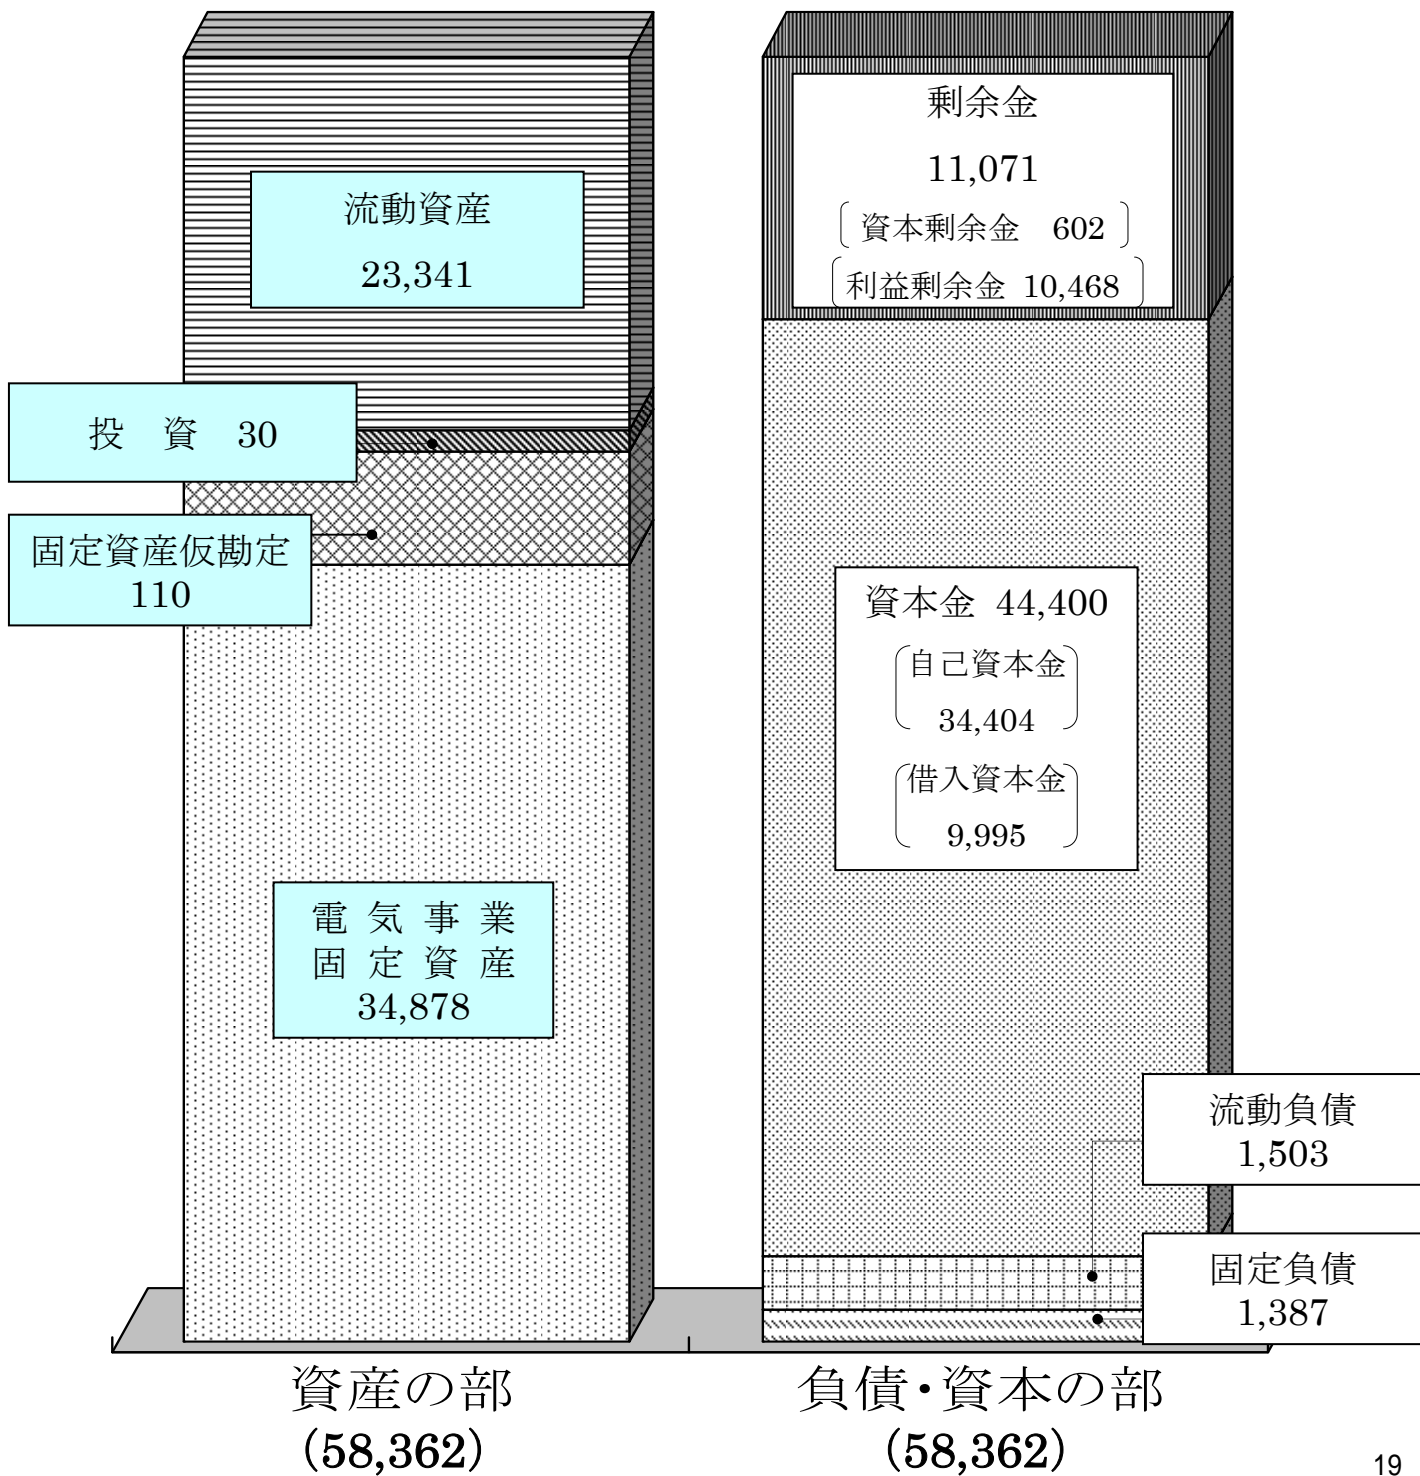 流動資産
23,341
投 資 30
固定資産仮勘定
110
電気事業
固定資産
34,878
資産の部
(58,362)
剰余金
11,071
資本剰余金 602
利益剰余金 10,468
資本金 44,400
自己資本金
34,404
借入資本金
9,995
流動負債
1,503
固定負債
1,387
負債・資本の部
(58,362)
19